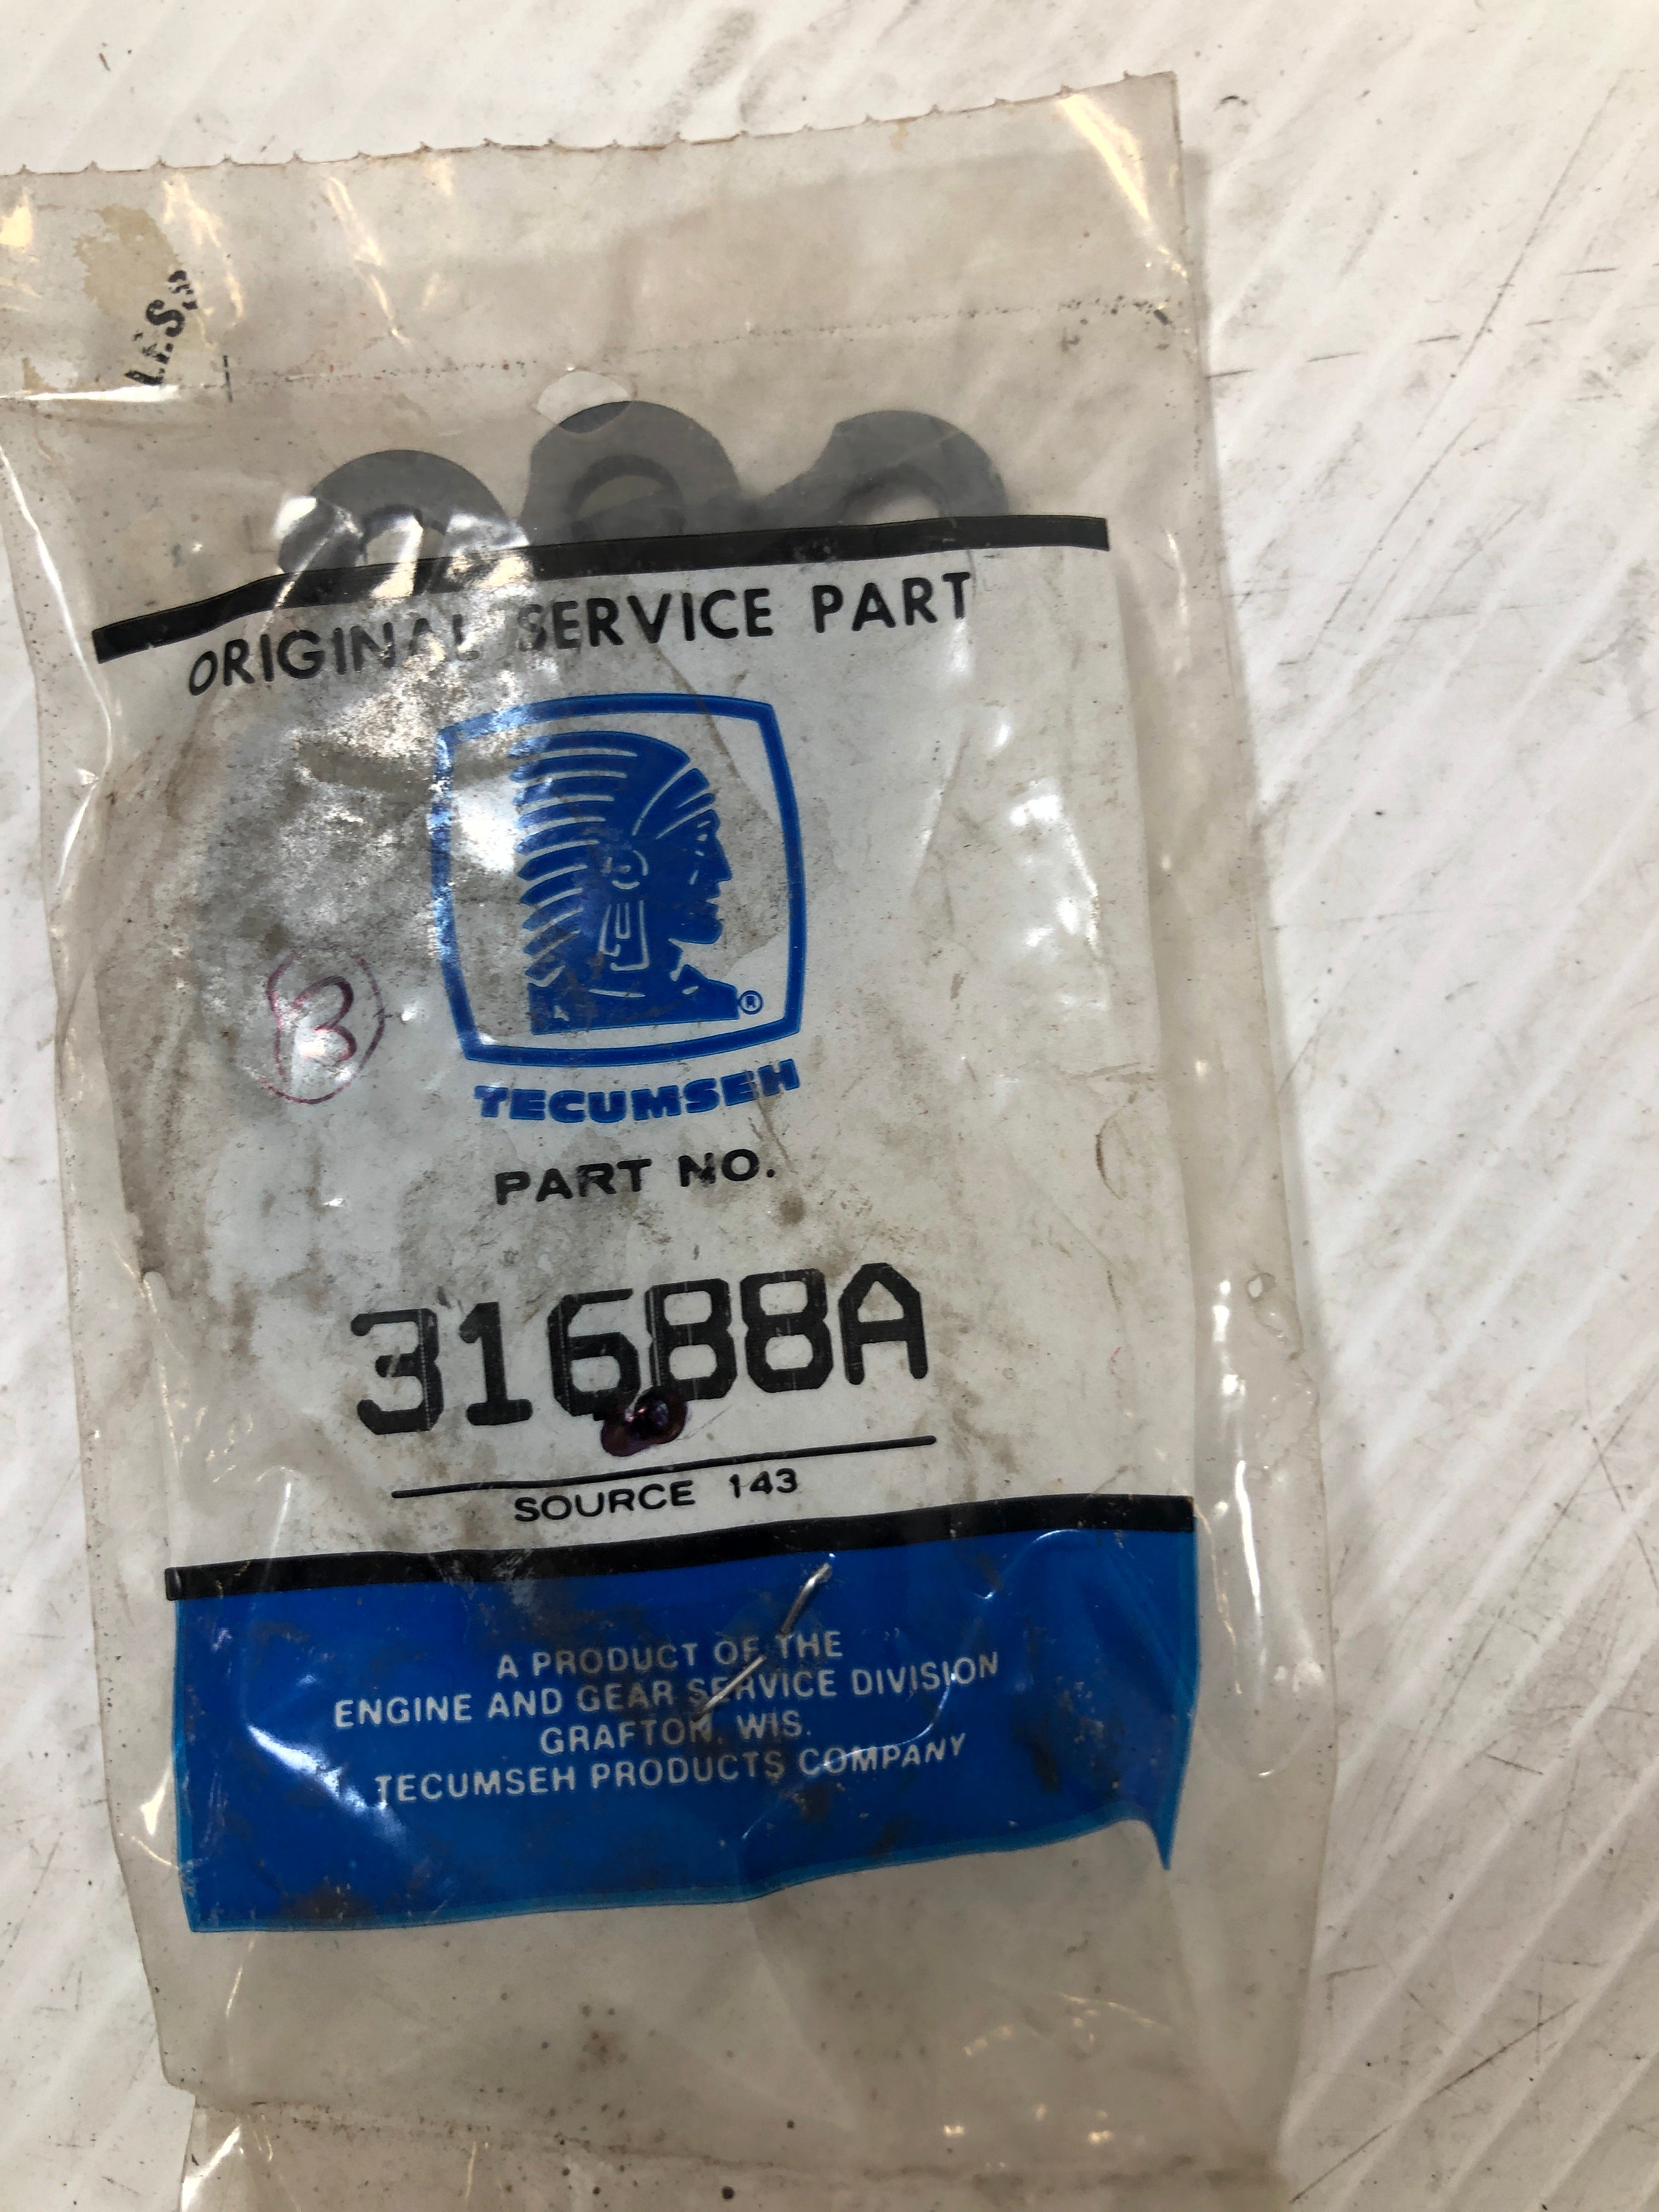 ORIGINAL SERVICE PART
®
TECUMSEH
PART NO.
31688A
SOURCE 143
A PRODUCT OF THE
ENGINE AND GEAR SERVICE DIVISION
GRAFTON, WIS.
TECUMSEH PRODUCTS COMPANY